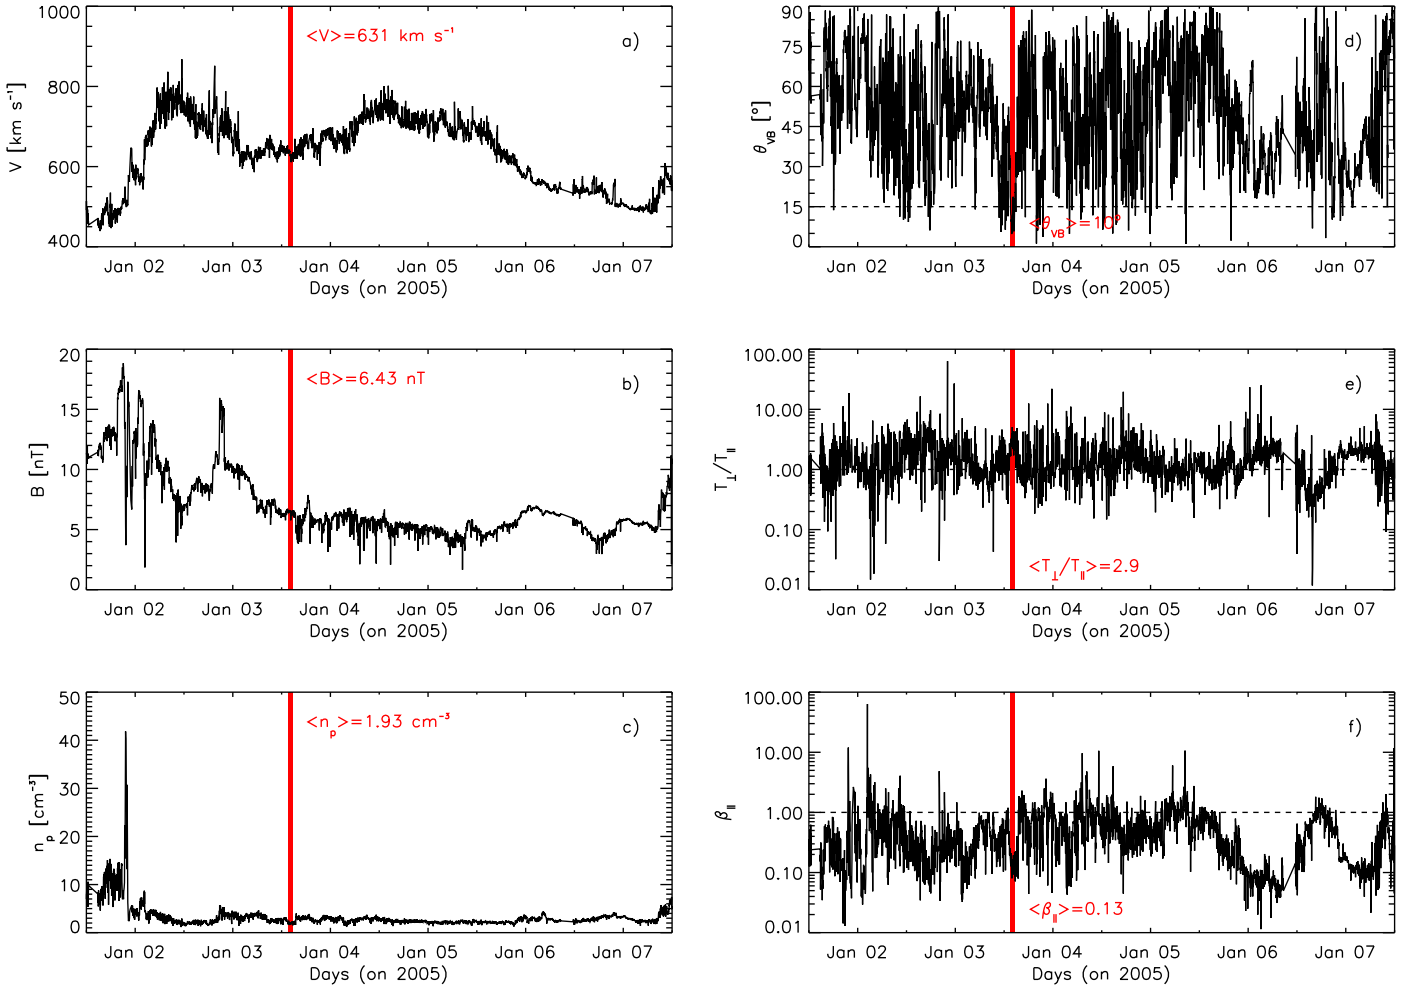 1000
800
600
400
V [km s⁻¹]
<V>=631 km s⁻¹
a)
Jan 02 Jan 03 Jan 04 Jan 05 Jan 06 Jan 07
Days (on 2005)
90
75
60
45
30
15
0
θVB [°]
<θVB>=10°
d)
Jan 02 Jan 03 Jan 04 Jan 05 Jan 06 Jan 07
Days (on 2005)
20
15
10
5
0
B [nT]
<B>=6.43 nT
b)
Jan 02 Jan 03 Jan 04 Jan 05 Jan 06 Jan 07
Days (on 2005)
100.00
10.00
1.00
0.10
0.01
T⊥/T∥
<T⊥/T∥>=2.9
e)
Jan 02 Jan 03 Jan 04 Jan 05 Jan 06 Jan 07
Days (on 2005)
50
40
30
20
10
0
np [cm⁻³]
<np>=1.93 cm⁻³
c)
Jan 02 Jan 03 Jan 04 Jan 05 Jan 06 Jan 07
Days (on 2005)
100.00
10.00
1.00
0.10
0.01
β∥
<β∥>=0.13
f)
Jan 02 Jan 03 Jan 04 Jan 05 Jan 06 Jan 07
Days (on 2005)